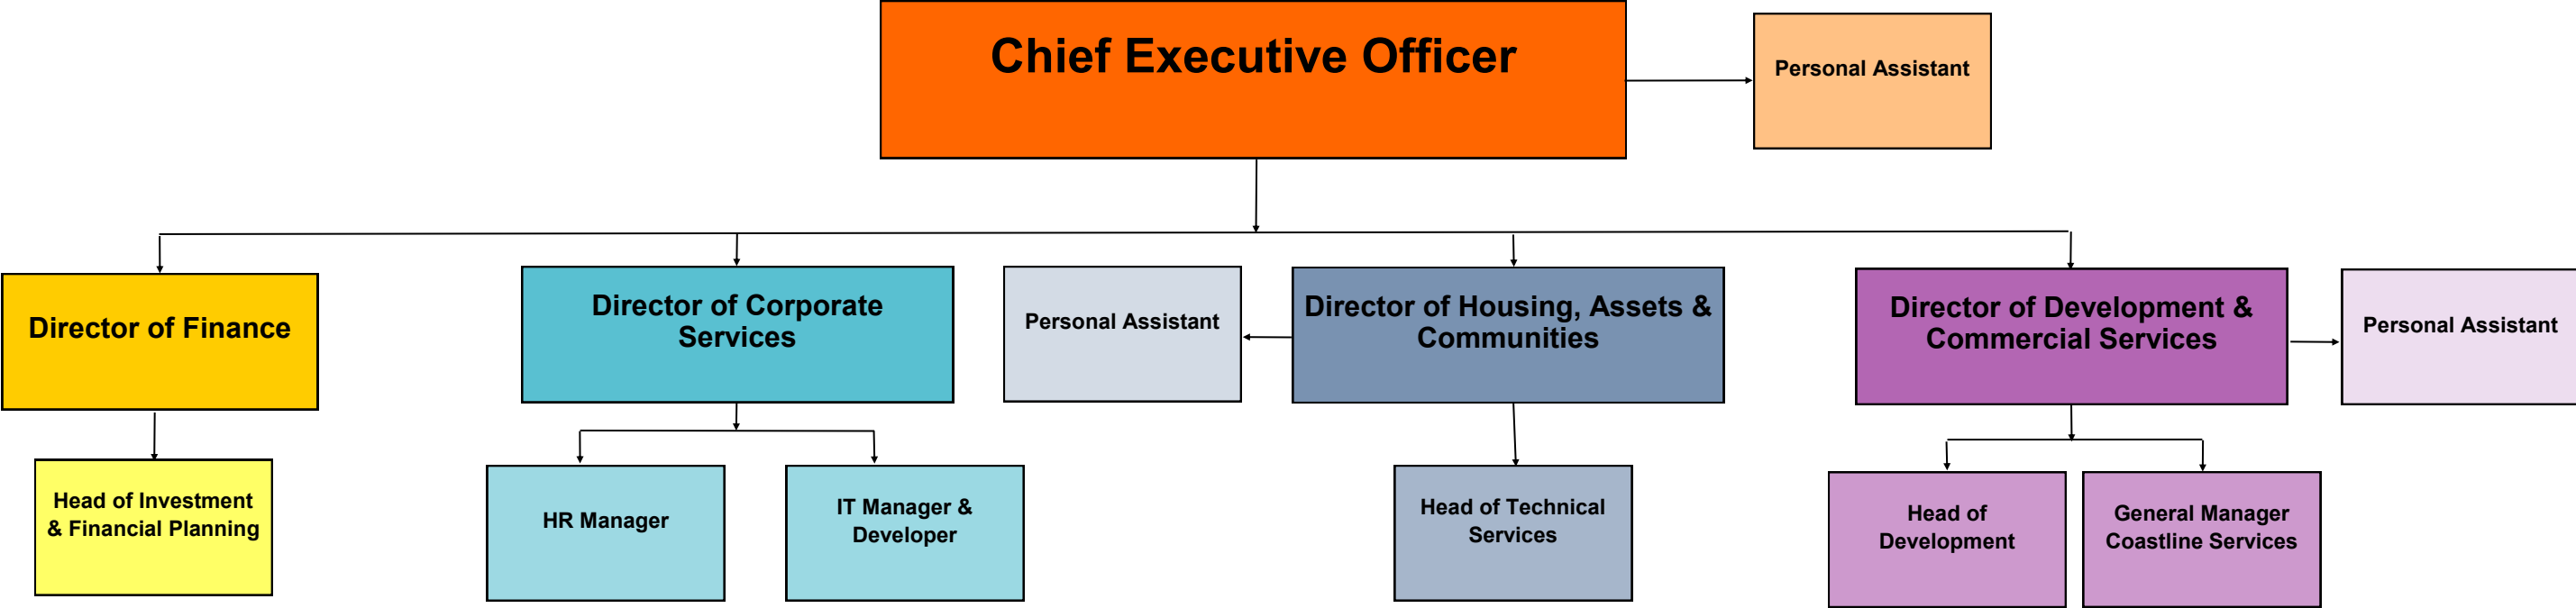 Chief Executive Officer
Personal Assistant
Director of Finance
Director of Corporate
Services
Personal Assistant
Director of Housing, Assets &
Communities
Director of Development &
Commercial Services
Personal Assistant
Head of Investment
& Financial Planning
HR Manager
IT Manager &
Developer
Head of Technical
Services
Head of
Development
General Manager
Coastline Services